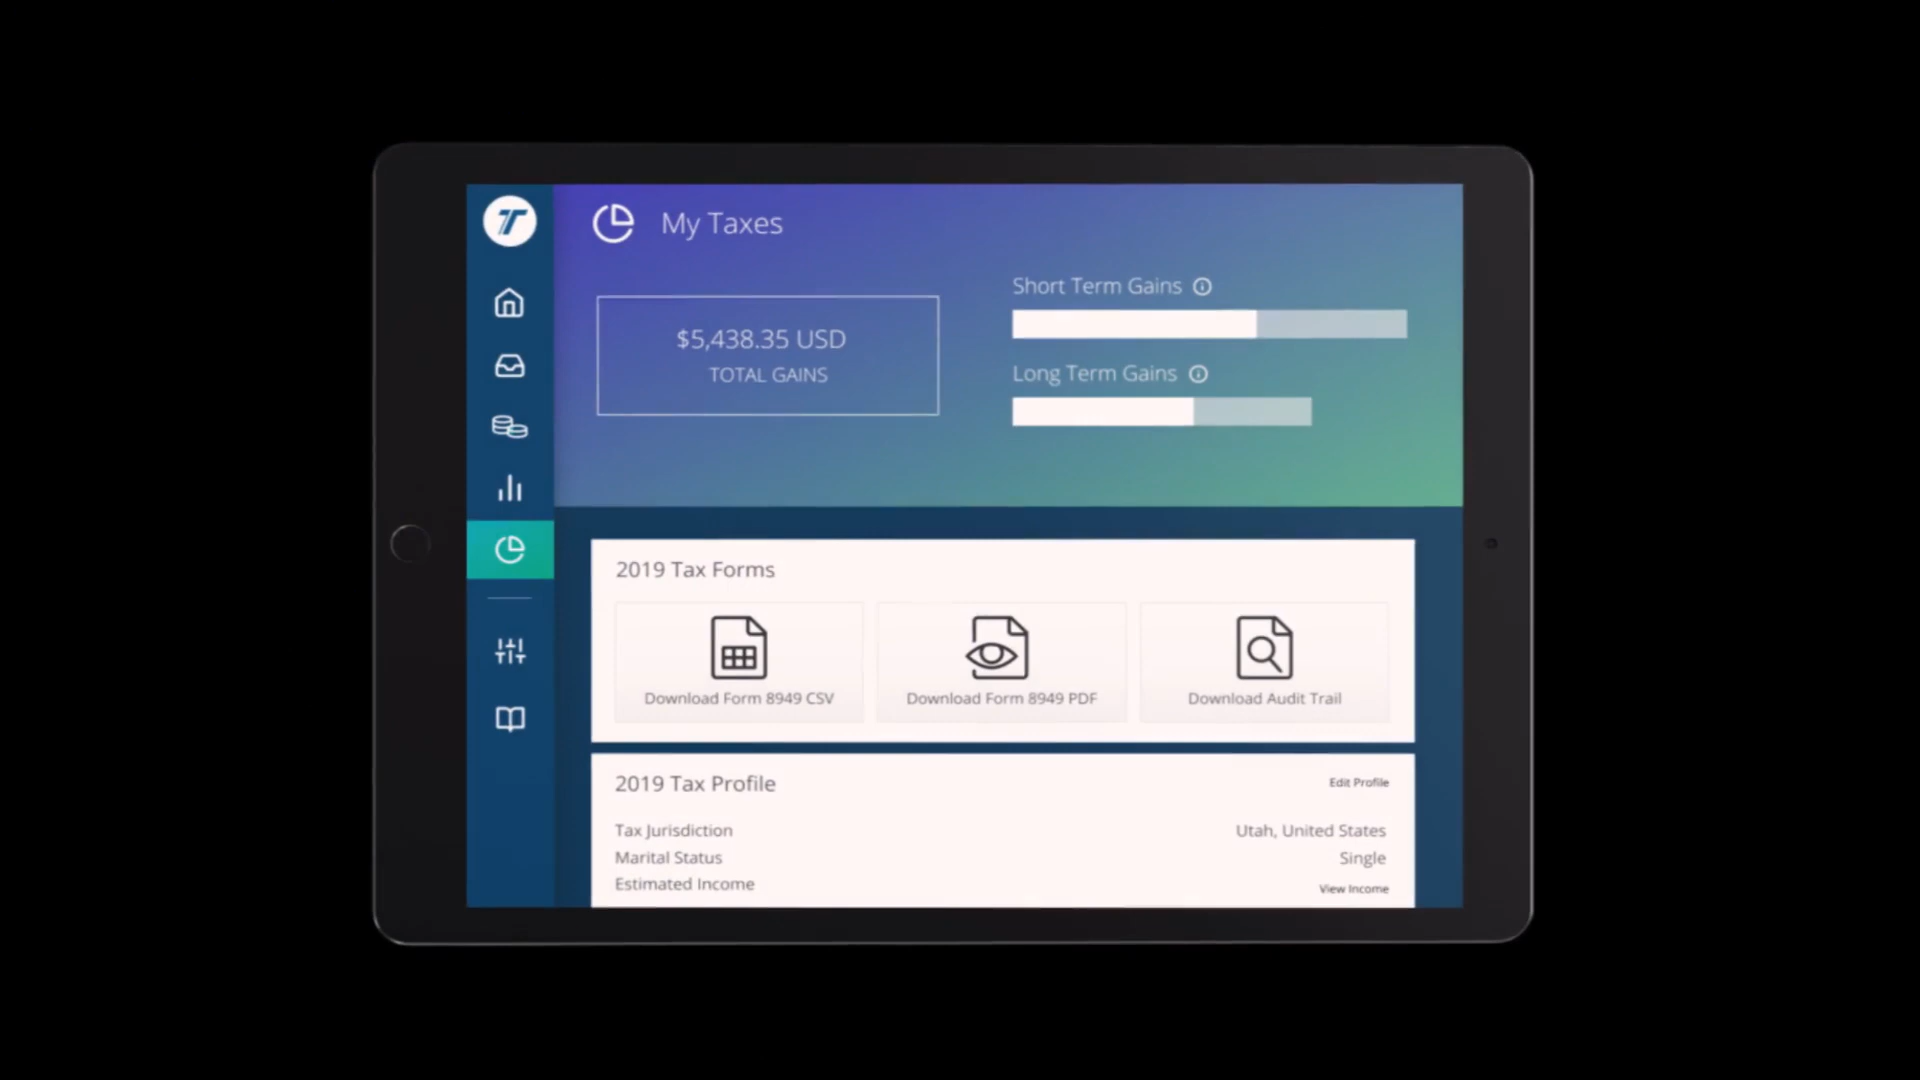 My Taxes
$5,438.35 USD
TOTAL GAINS
Short Term Gains
Long Term Gains
2019 Tax Forms
Download Form 8949 CSV
Download Form 8949 PDF
Download Audit Trail
2019 Tax Profile
Edit Profile
Tax Jurisdiction
Utah, United States
Marital Status
Single
Estimated Income
View Income